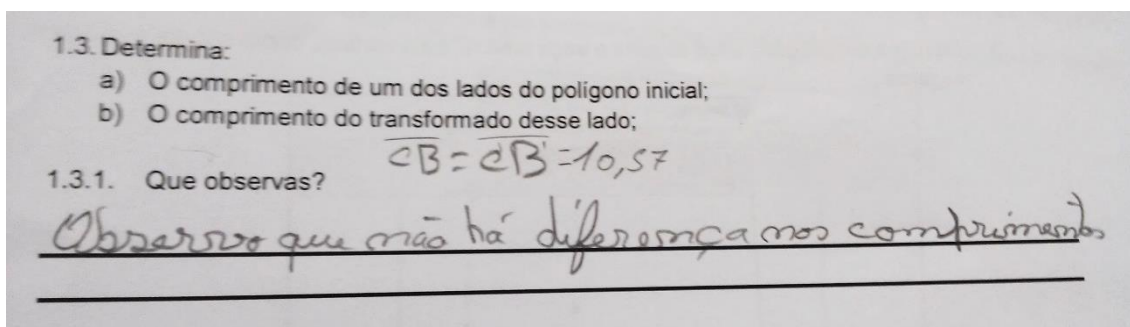 1.3. Determina:
a) O comprimento de um dos lados do polígono inicial;
b) O comprimento do transformado desse lado;
CB = C'B' = 10,57
1.3.1. Que observas?
Observo que não há diferença nos comprimentos